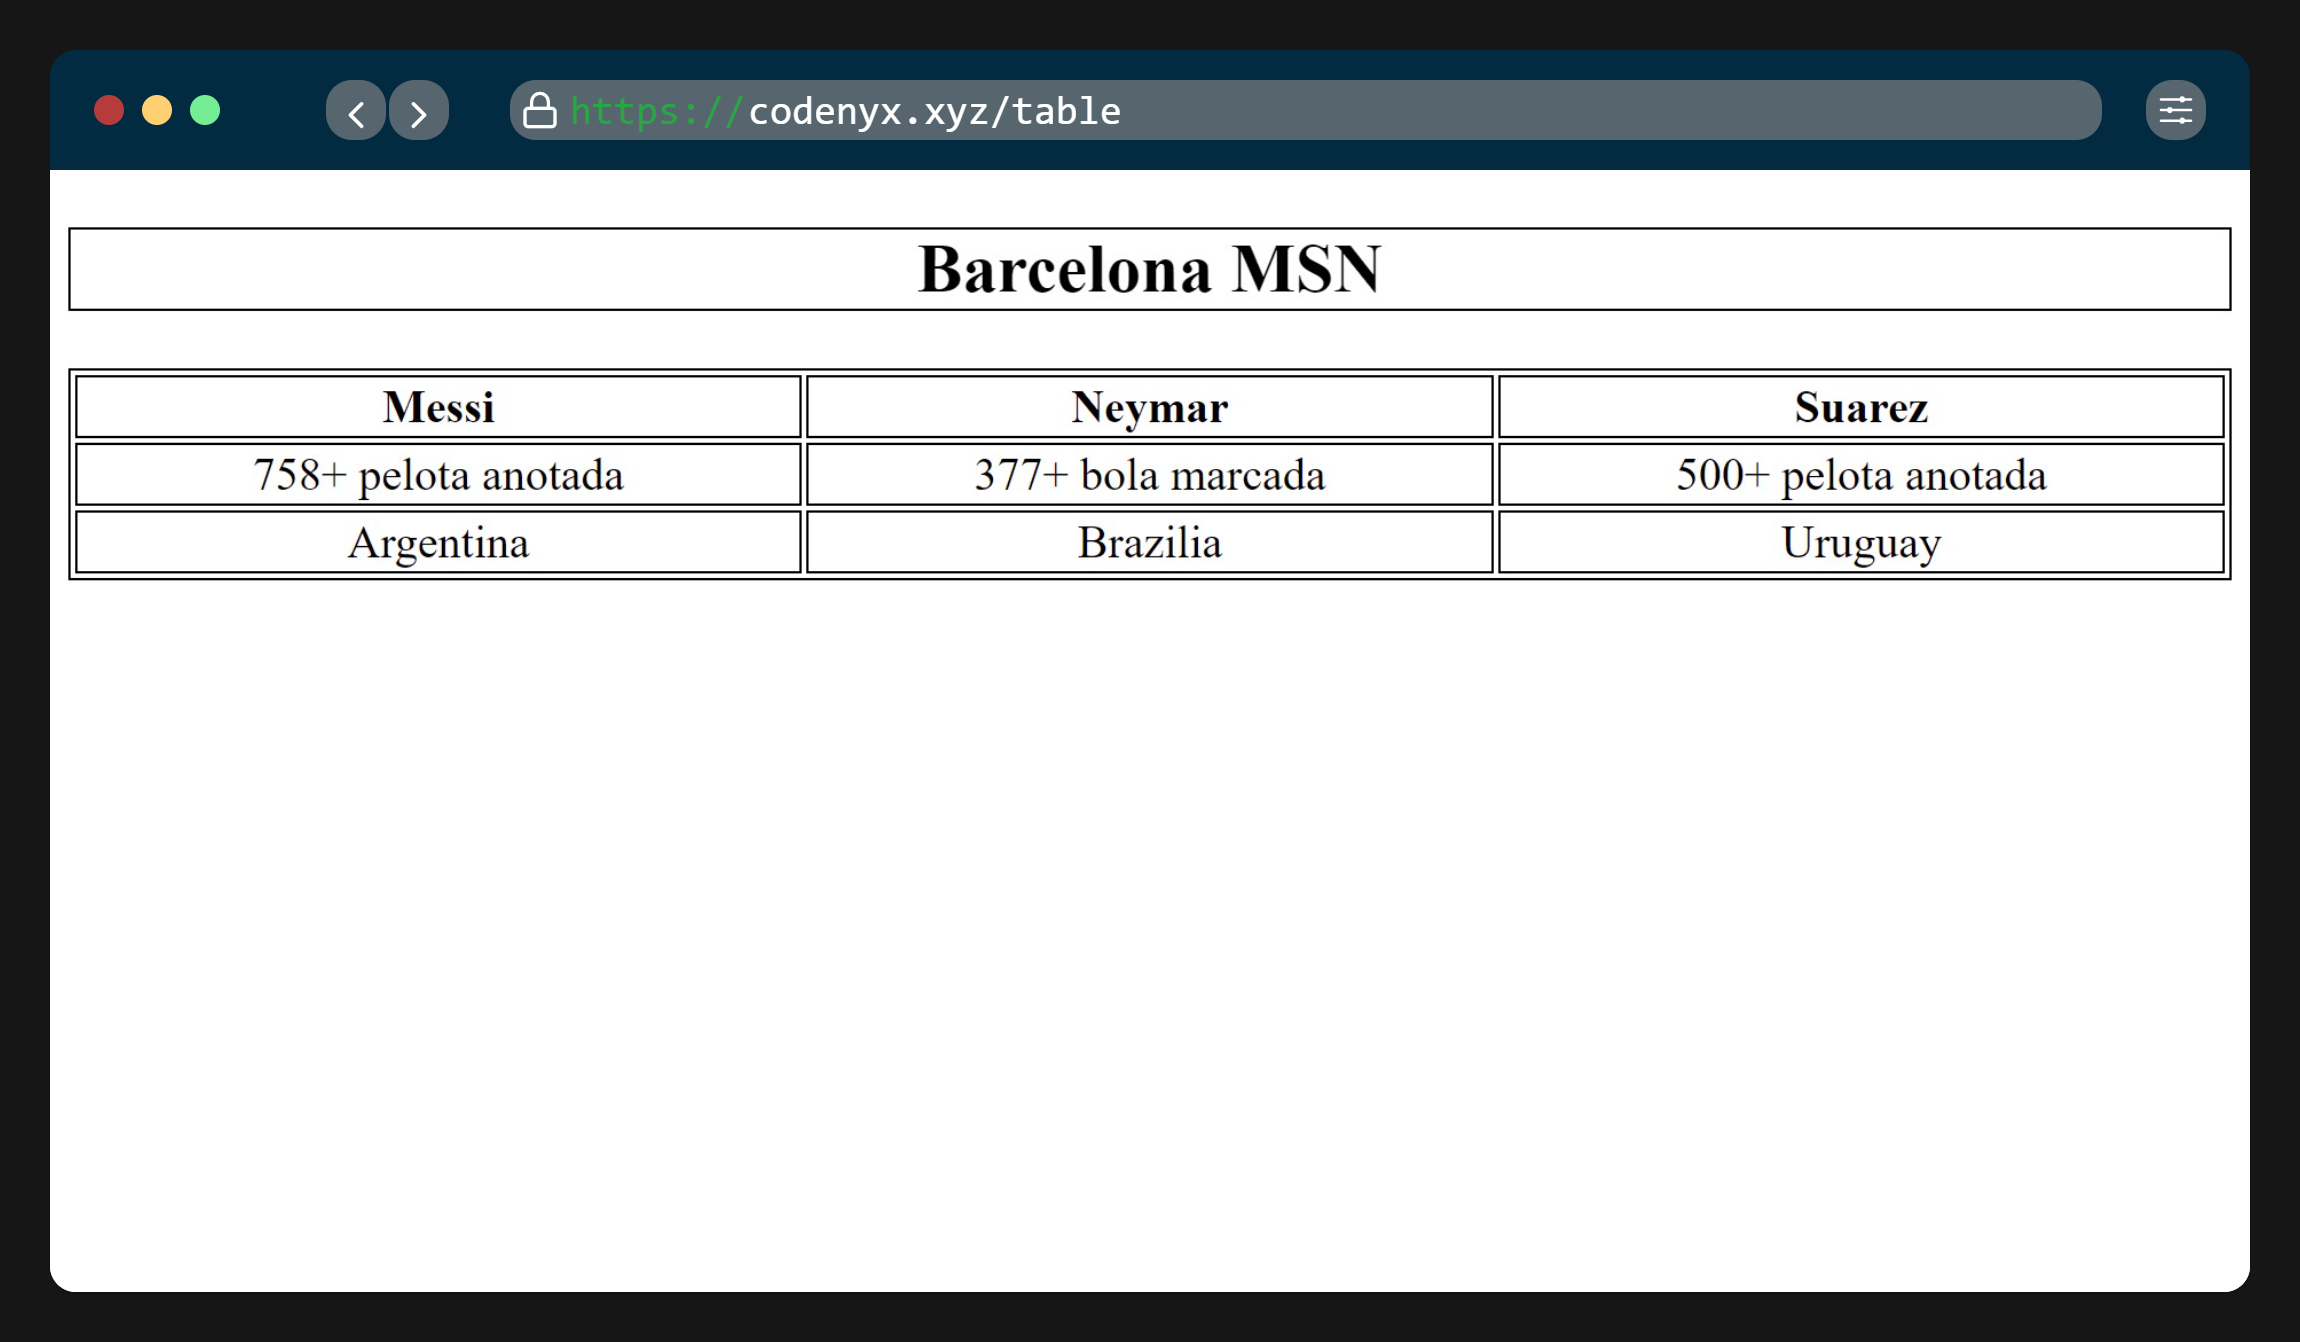 https://codenyx.xyz/table
Barcelona MSN
Messi Neymar Suarez
758+ pelota anotada 377+ bola marcada 500+ pelota anotada
Argentina Brazilia Uruguay